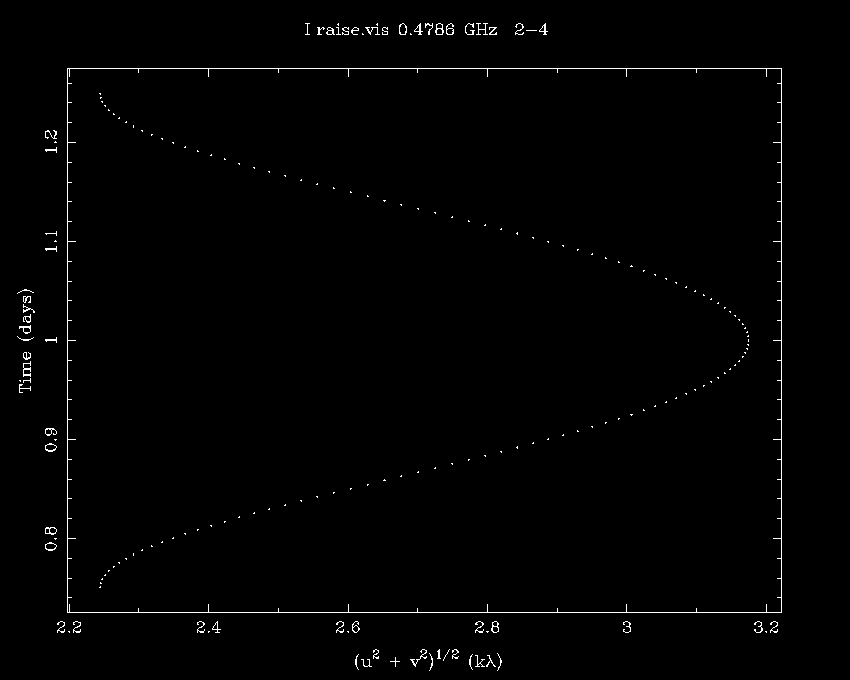 I raise.vis 0.4786 GHz 2-4
1.2
1.1
1
0.9
0.8
Time (days)
2.2 2.4 2.6 2.8 3 3.2
(u² + v²)^1/2 (kλ)